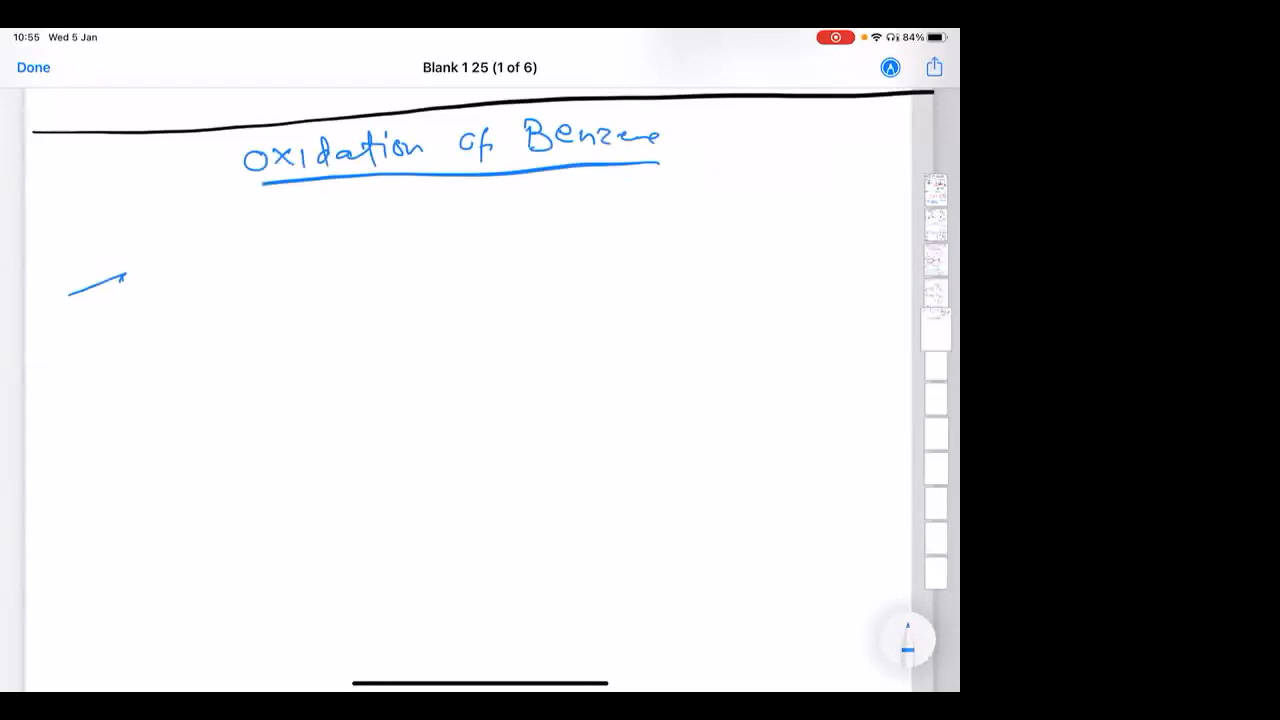 10:55 Wed 5 Jan 84%
Done Blank 1 25 (1 of 6)
Oxidation of Benzene